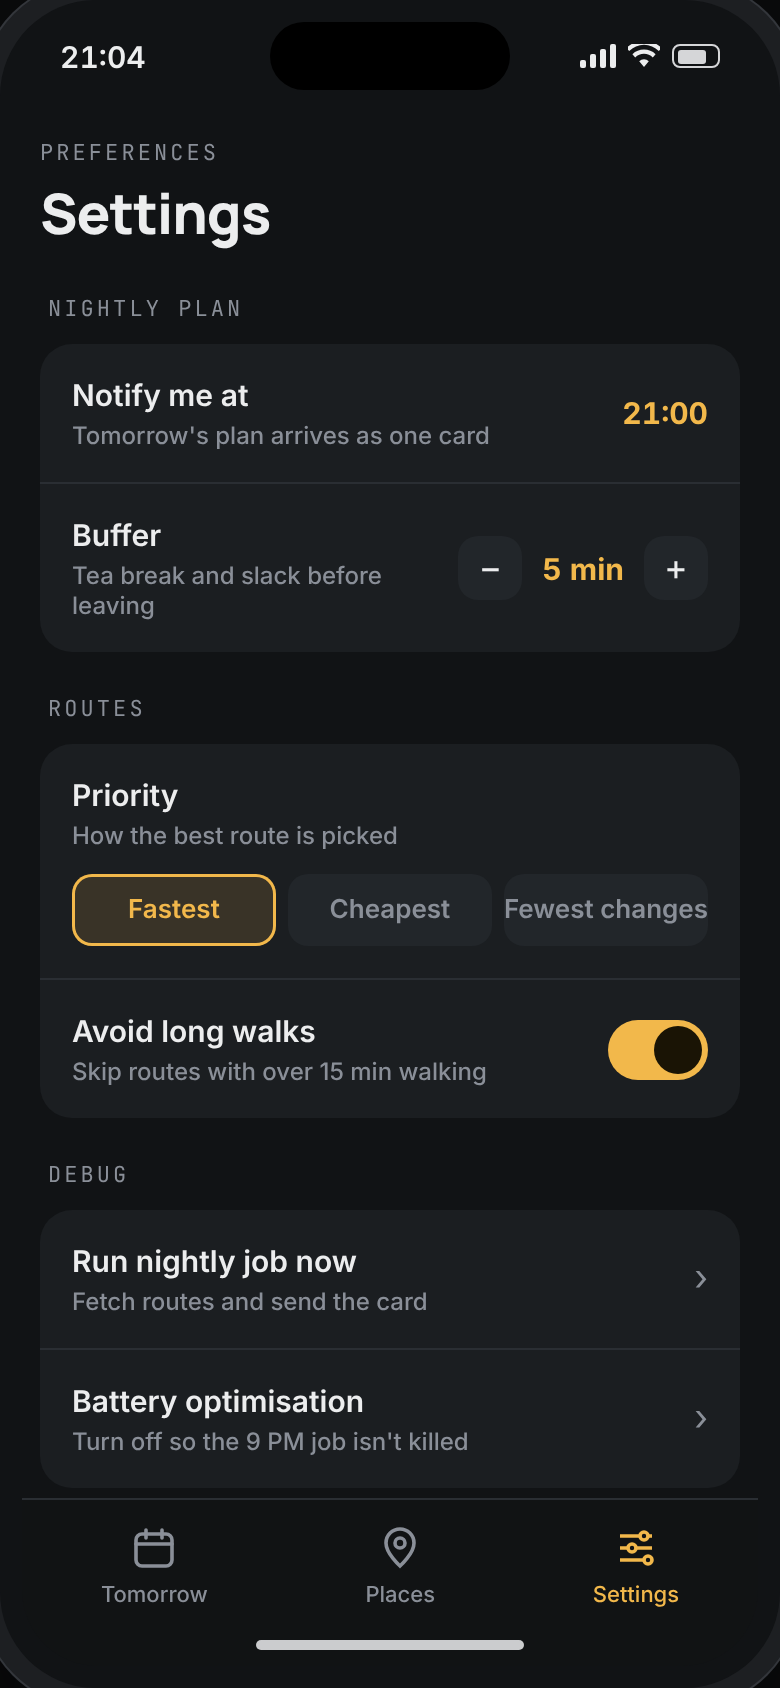 21:04
PREFERENCES
Settings
NIGHTLY PLAN
Notify me at
Tomorrow's plan arrives as one card
21:00
Buffer
Tea break and slack before
leaving
− 5 min +
ROUTES
Priority
How the best route is picked
Fastest Cheapest Fewest changes
Avoid long walks
Skip routes with over 15 min walking
DEBUG
Run nightly job now
Fetch routes and send the card
Battery optimisation
Turn off so the 9 PM job isn't killed
Tomorrow Places Settings